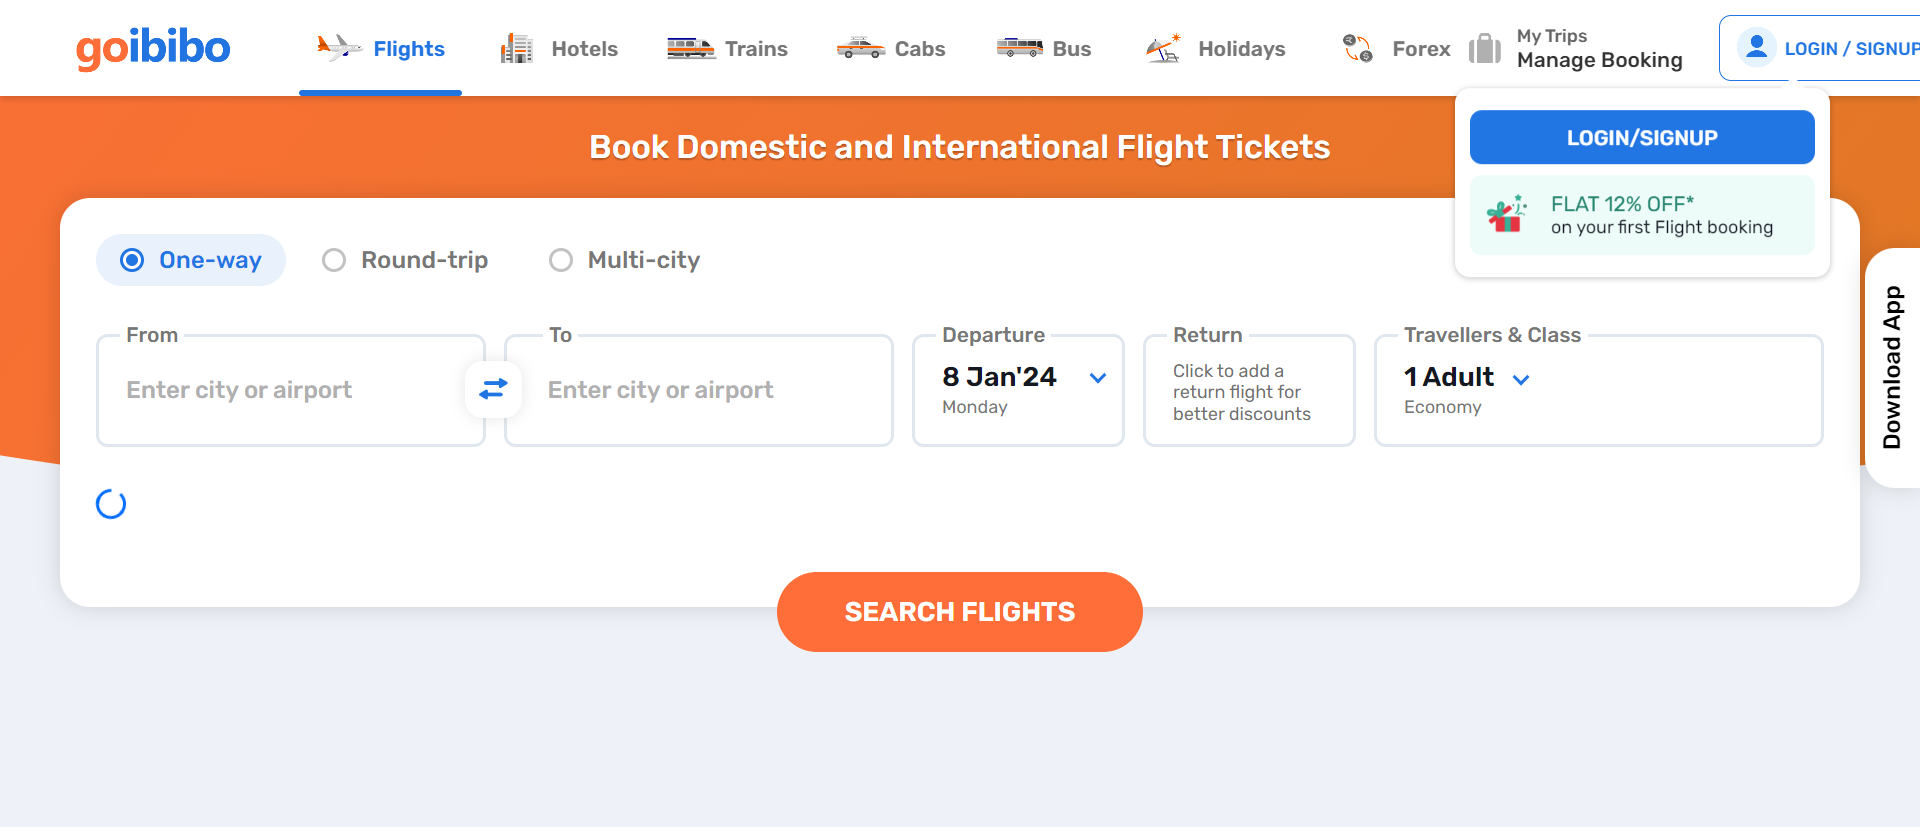 goibibo
Flights
Hotels
Trains
Cabs
Bus
Holidays
Forex
My Trips
Manage Booking
LOGIN / SIGNUP
Book Domestic and International Flight Tickets
LOGIN/SIGNUP
FLAT 12% OFF*
on your first Flight booking
One-way
Round-trip
Multi-city
From
Enter city or airport
To
Enter city or airport
Departure
8 Jan'24
Monday
Return
Click to add a
return flight for
better discounts
Travellers & Class
1 Adult
Economy
Download App
SEARCH FLIGHTS